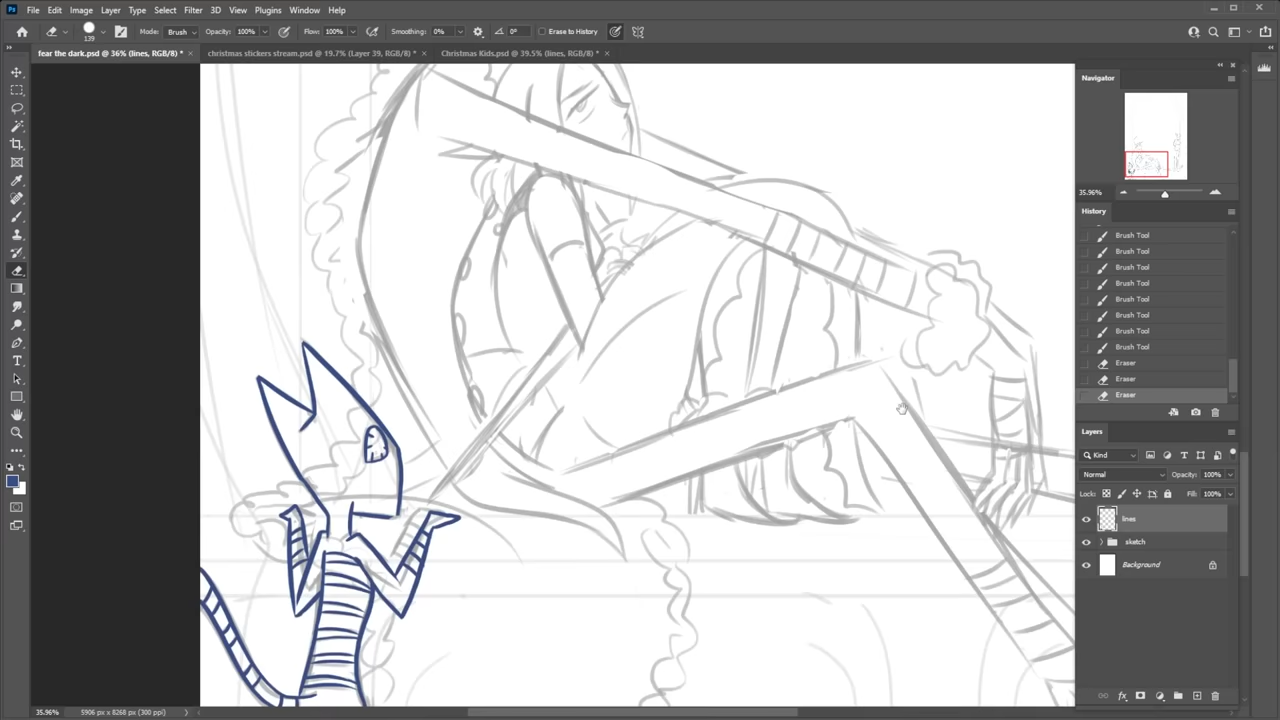 Ps File Edit Image Layer Type Select Filter 3D View Plugins Window Help
139 Mode: Brush Opacity: 100% Flow: 100% Smoothing: 0% 0° Erase to History
fear the dark.psd @ 36% (lines, RGB/8) * × christmas stickers stream.psd @ 19.7% (Layer 39, RGB/8) * × Christmas Kids.psd @ 39.5% (lines, RGB/8) * ×
Navigator
35.96%
History
Brush Tool
Brush Tool
Brush Tool
Brush Tool
Brush Tool
Brush Tool
Brush Tool
Brush Tool
Eraser
Eraser
Eraser
Layers
Kind
Normal Opacity: 100%
Lock: Fill: 100%
lines
sketch
Background
fx
35.96% 5906 px x 8268 px (300 ppi)